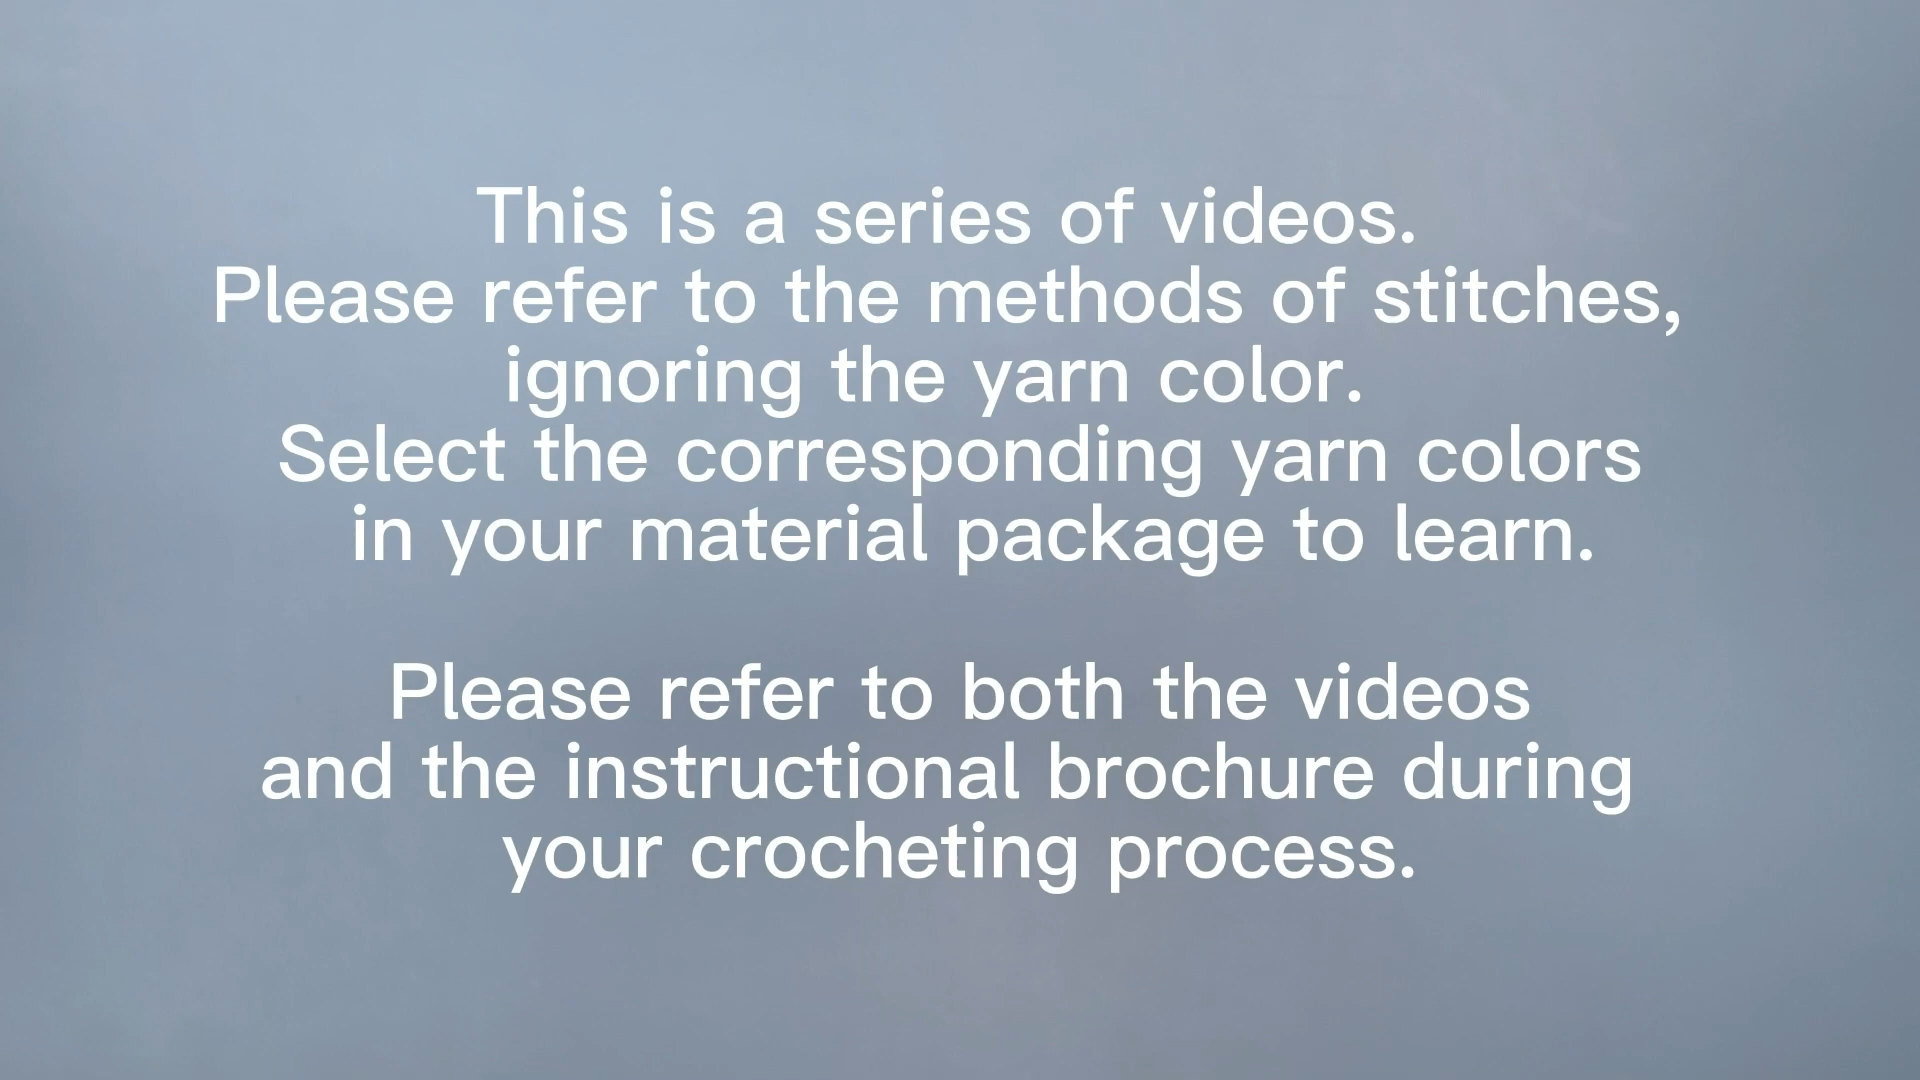 This is a series of videos.
Please refer to the methods of stitches,
ignoring the yarn color.
Select the corresponding yarn colors
in your material package to learn.
Please refer to both the videos
and the instructional brochure during
your crocheting process.